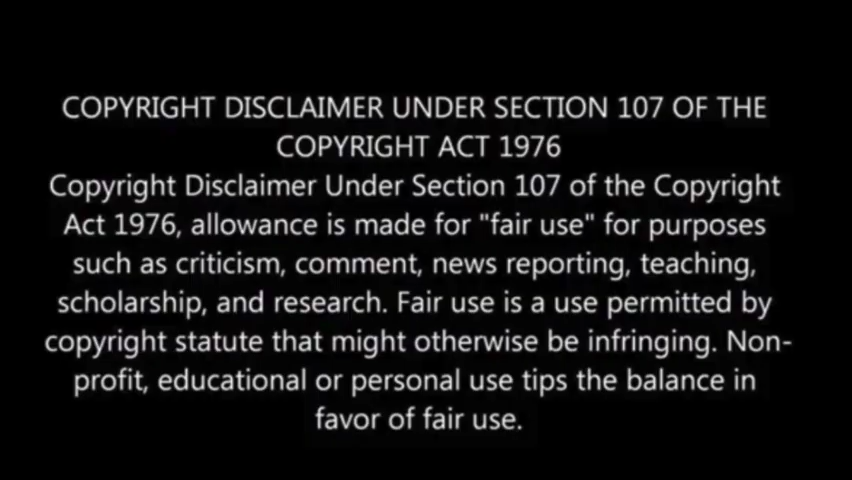 COPYRIGHT DISCLAIMER UNDER SECTION 107 OF THE
COPYRIGHT ACT 1976
Copyright Disclaimer Under Section 107 of the Copyright
Act 1976, allowance is made for "fair use" for purposes
such as criticism, comment, news reporting, teaching,
scholarship, and research. Fair use is a use permitted by
copyright statute that might otherwise be infringing. Non-
profit, educational or personal use tips the balance in
favor of fair use.